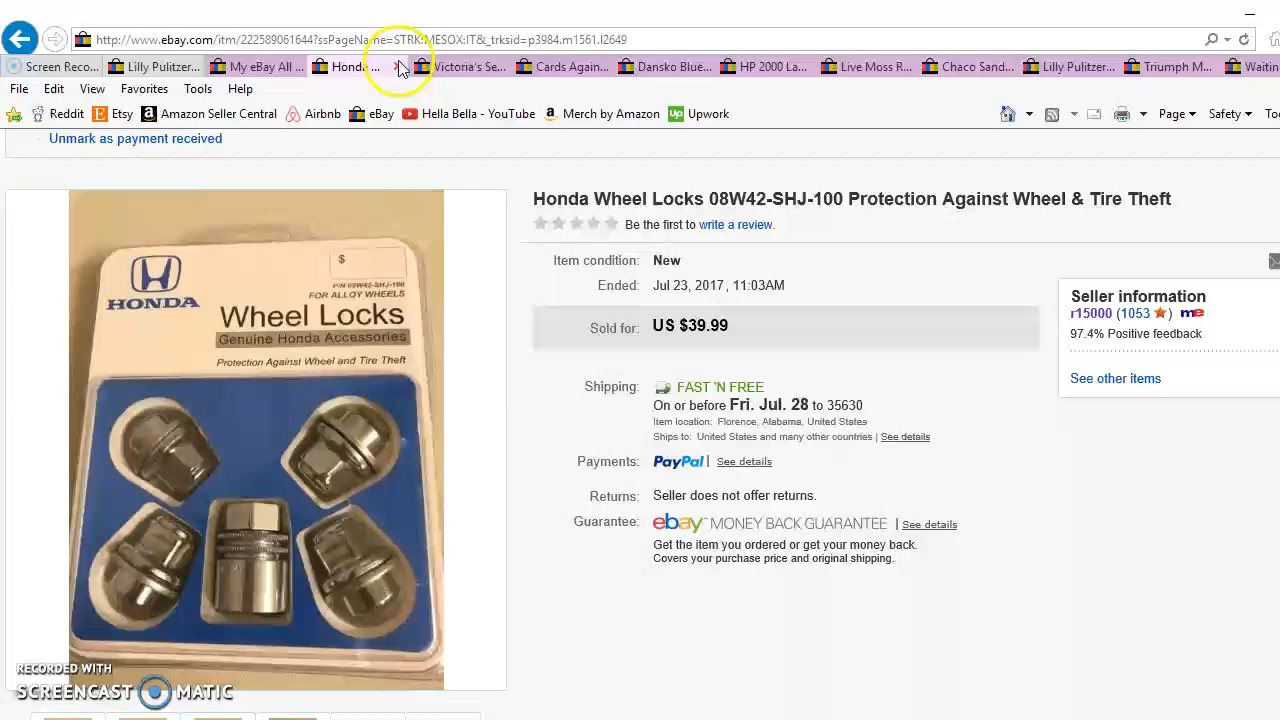 http://www.ebay.com/itm/222589061644?ssPageName=STRK:MESOX:IT&_trksid=p3984.m1561.l2649
Screen Reco... Lilly Pulitzer... My eBay All ... Honda ... Victoria's Se... Cards Again... Dansko Blue... HP 2000 La... Live Moss R... Chaco Sand... Lilly Pulitzer... Triumph M... Waitin
File Edit View Favorites Tools Help
Reddit Etsy Amazon Seller Central Airbnb eBay Hella Bella - YouTube Merch by Amazon Up Upwork Page Safety Too
Unmark as payment received
Honda Wheel Locks 08W42-SHJ-100 Protection Against Wheel & Tire Theft
Be the first to write a review.
Item condition: New
Ended: Jul 23, 2017 , 11:03AM
Sold for: US $39.99
Shipping: FAST 'N FREE
On or before Fri. Jul. 28 to 35630
Item location: Florence, Alabama, United States
Ships to: United States and many other countries | See details
Payments: PayPal | See details
Returns: Seller does not offer returns.
Guarantee: ebay MONEY BACK GUARANTEE | See details
Get the item you ordered or get your money back.
Covers your purchase price and original shipping.
Seller information
r15000 (1053 ) me
97.4% Positive feedback
See other items
$
P/N 08W42-SHJ-100
FOR ALLOY WHEELS
HONDA
Wheel Locks
Genuine Honda Accessories
Protection Against Wheel and Tire Theft
RECORDED WITH
SCREENCAST MATIC